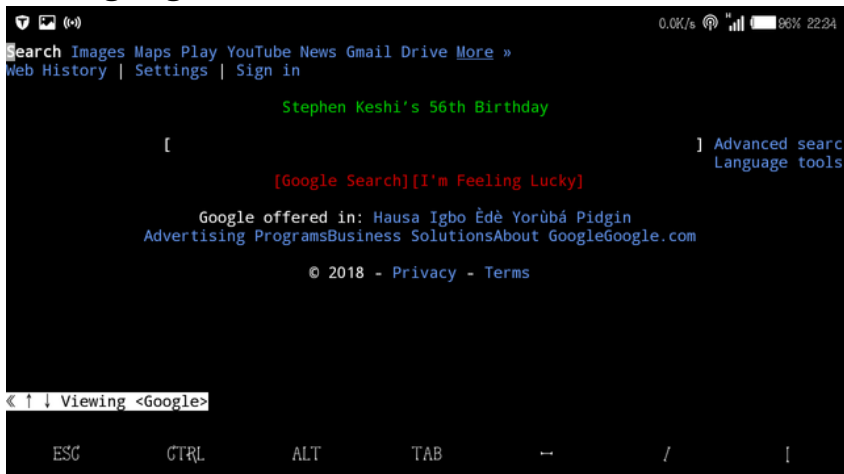 0.0K/s 96% 22:34
Search Images Maps Play YouTube News Gmail Drive More »
Web History | Settings | Sign in
Stephen Keshi's 56th Birthday
[ ] Advanced searc
Language tools
[Google Search][I'm Feeling Lucky]
Google offered in: Hausa Igbo Èdè Yorùbá Pidgin
Advertising ProgramsBusiness SolutionsAbout GoogleGoogle.com
© 2018 - Privacy - Terms
《 ↑ ↓ Viewing <Google>
ESC CTRL ALT TAB — / [